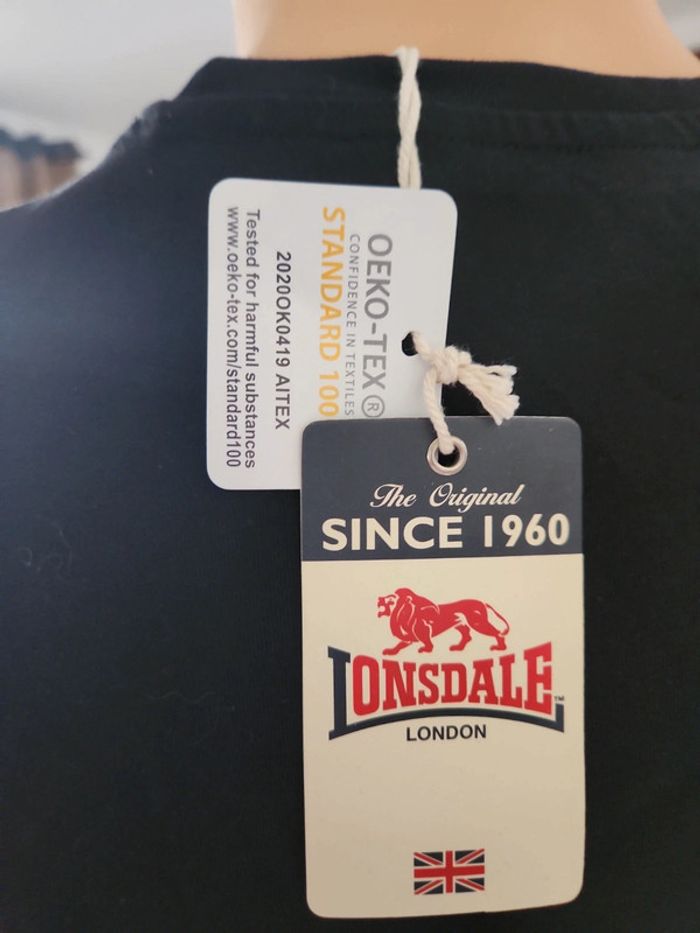 OEKO-TEX®
CONFIDENCE IN TEXTILES
STANDARD 100
2020OK0419 AITEX
Tested for harmful substances
www.oeko-tex.com/standard100
The Original
SINCE 1960
LONSDALE™
LONDON